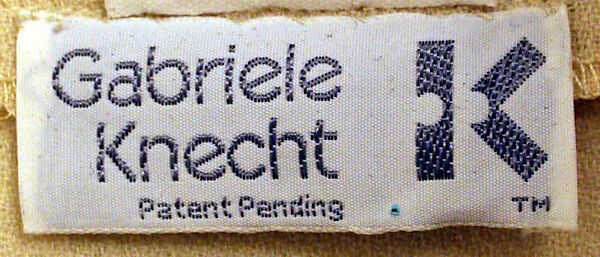 Gabriele
Knecht
Patent Pending
K
TM